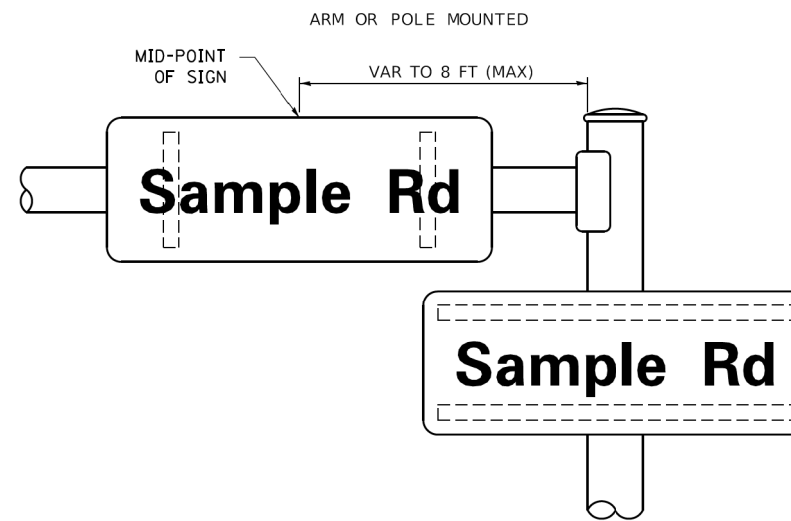 ARM OR POLE MOUNTED
MID-POINT
OF SIGN
VAR TO 8 FT (MAX)
Sample Rd
Sample Rd